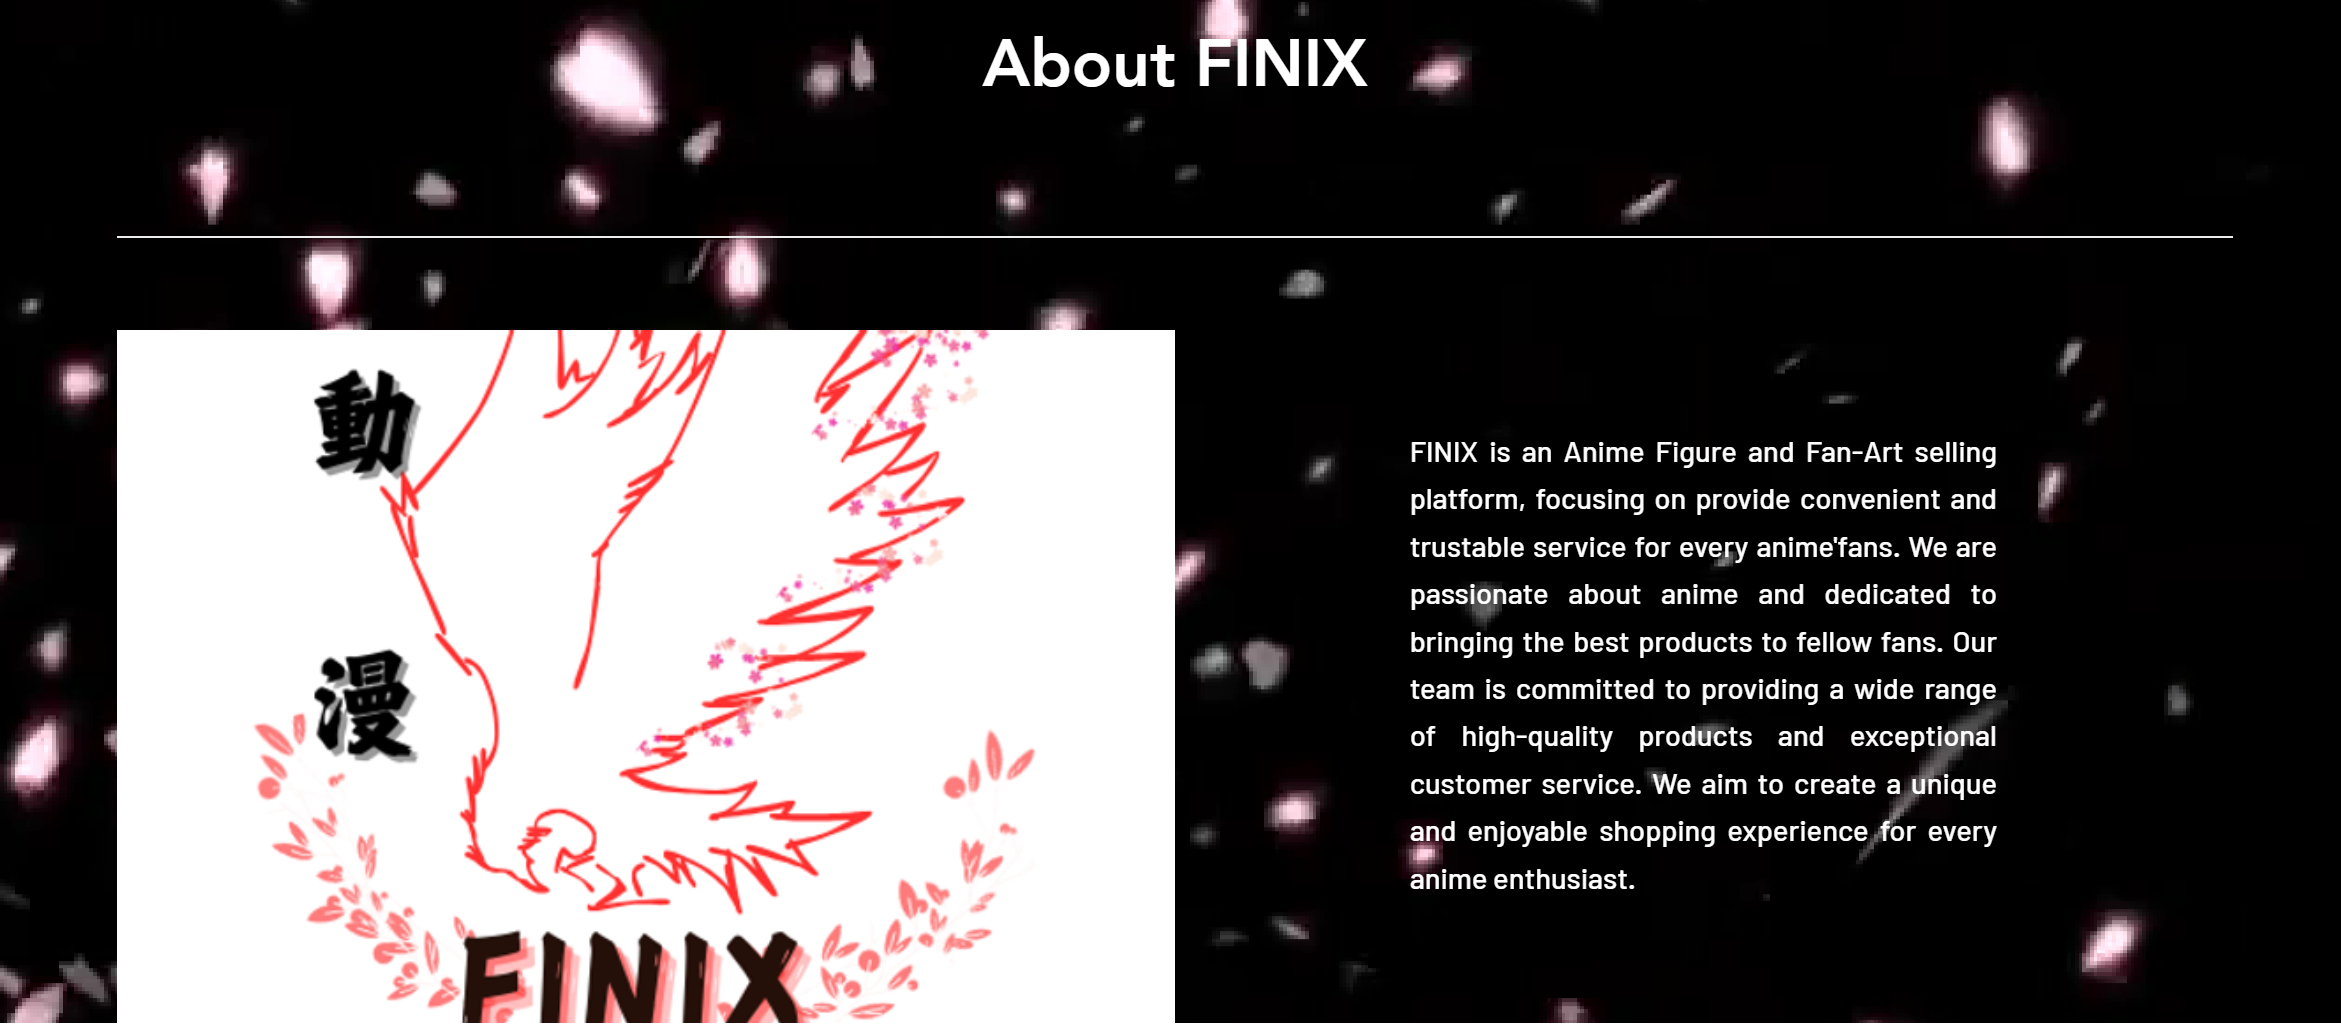 About FINIX
動
漫
FINIX
FINIX is an Anime Figure and Fan-Art selling
platform, focusing on provide convenient and
trustable service for every anime'fans. We are
passionate about anime and dedicated to
bringing the best products to fellow fans. Our
team is committed to providing a wide range
of high-quality products and exceptional
customer service. We aim to create a unique
and enjoyable shopping experience for every
anime enthusiast.